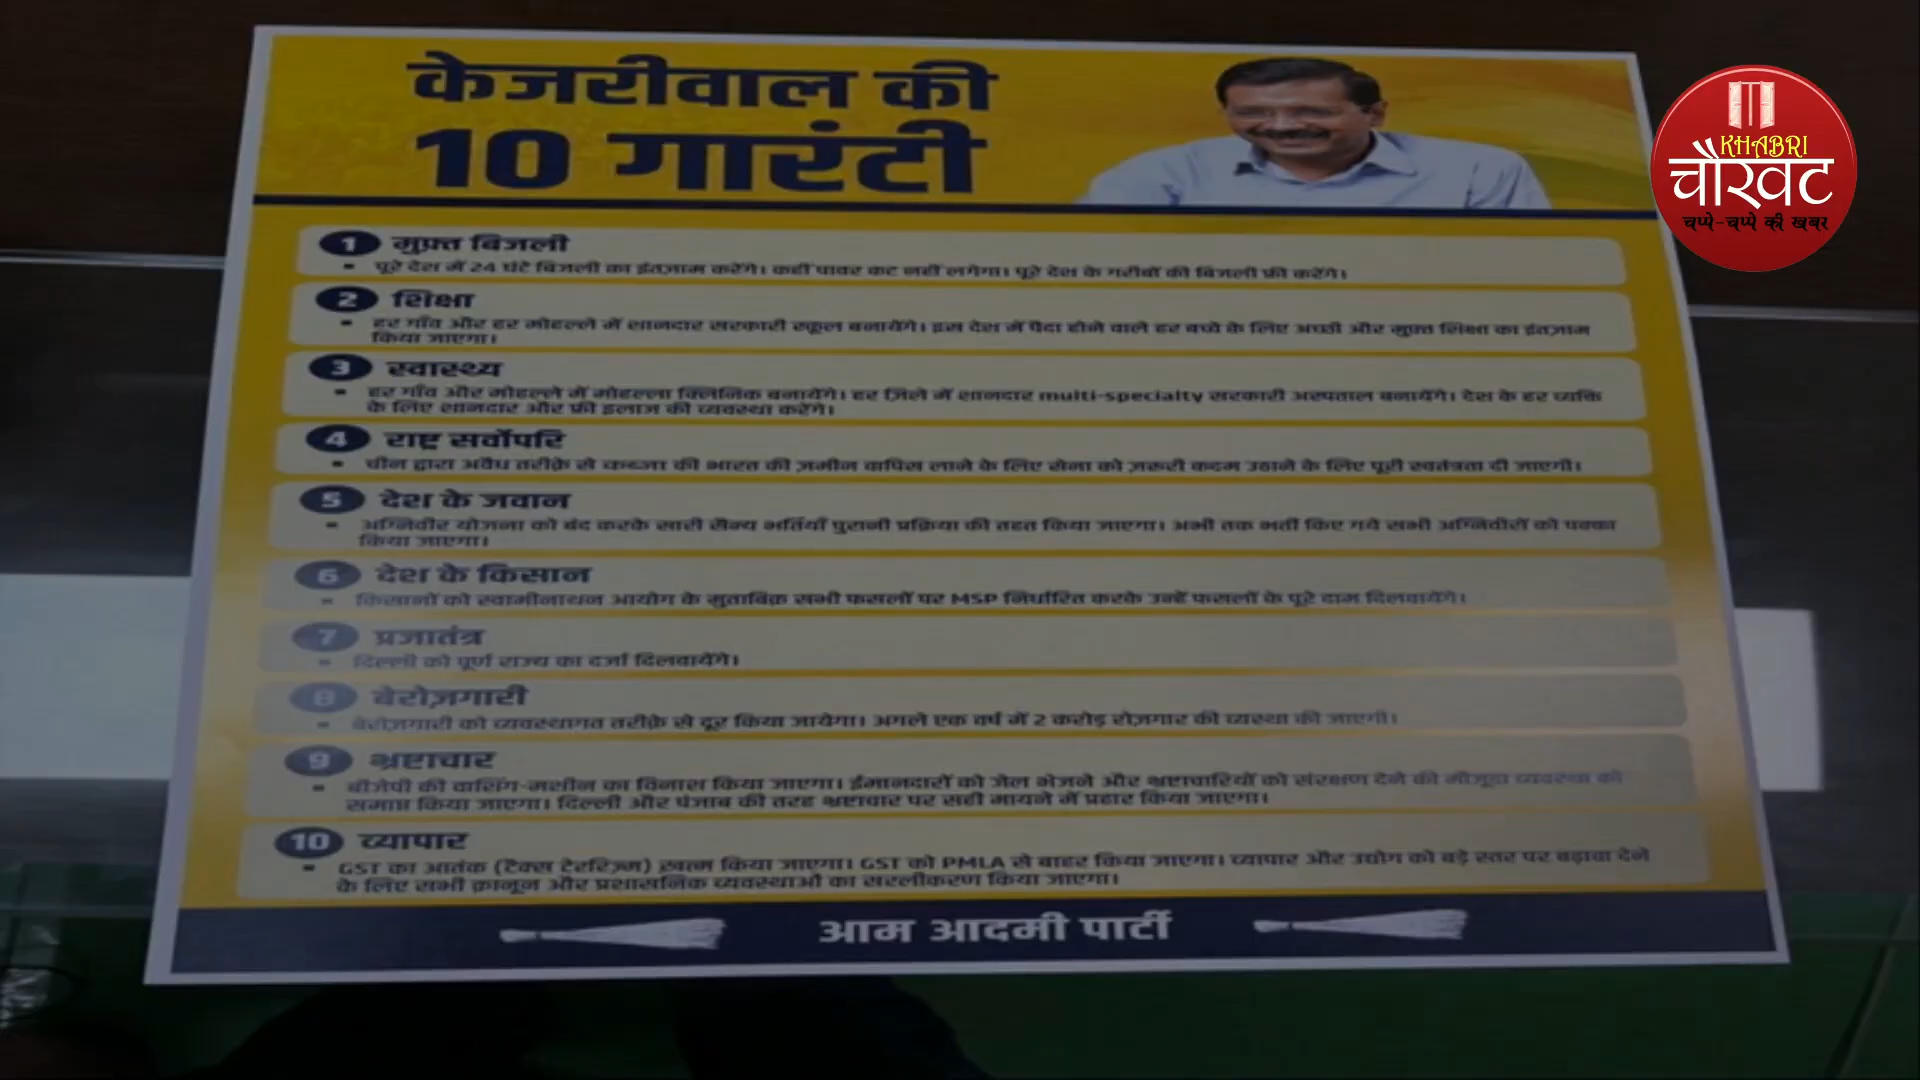 केजरीवाल की
10 गारंटी
KHABRI
चौखट
चप्पे-चप्पे की खबर
1 मुफ़्त बिजली
▪ पूरे देश में 24 घंटे बिजली का इंतज़ाम करेंगे। कहीं पावर कट नहीं लगेगा। पूरे देश के गरीबों की बिजली फ्री करेंगे।
2 शिक्षा
▪ हर गाँव और हर मोहल्ले में शानदार सरकारी स्कूल बनायेंगे। इस देश में पैदा होने वाले हर बच्चे के लिए अच्छी और मुफ़्त शिक्षा का इंतज़ाम
किया जाएगा।
3 स्वास्थ्य
▪ हर गाँव और मोहल्ले में मोहल्ला क्लिनिक बनायेंगे। हर ज़िले में शानदार multi-specialty सरकारी अस्पताल बनायेंगे। देश के हर व्यक्ति
के लिए शानदार और फ्री इलाज की व्यवस्था करेंगे।
4 राष्ट्र सर्वोपरि
▪ चीन द्वारा अवैध तरीक़े से कब्जा की भारत की ज़मीन वापिस लाने के लिए सेना को ज़रूरी कदम उठाने के लिए पूरी स्वतंत्रता दी जाएगी।
5 देश के जवान
▪ अग्निवीर योजना को बंद करके सारी सैन्य भर्तियाँ पुरानी प्रक्रिया की तहत किया जाएगा। अभी तक भर्ती किए गये सभी अग्निवीरों को पक्का
किया जाएगा।
6 देश के किसान
▪ किसानों को स्वामीनाथन आयोग के मुताबिक़ सभी फसलों पर MSP निर्धारित करके उन्हें फसलों के पूरे दाम दिलवायेंगे।
7 प्रजातंत्र
▪ दिल्ली को पूर्ण राज्य का दर्जा दिलवायेंगे।
8 बेरोज़गारी
▪ बेरोज़गारी को व्यवस्थागत तरीक़े से दूर किया जायेगा। अगले एक वर्ष में 2 करोड़ रोज़गार की व्यस्था की जाएगी।
9 भ्रष्टाचार
▪ बीजेपी की वाशिंग-मशीन का विनाश किया जाएगा। ईमानदारों को जेल भेजने और भ्रष्टाचारियों को संरक्षण देने की मौजूदा व्यवस्था को
समाप्त किया जाएगा। दिल्ली और पंजाब की तरह भ्रष्टाचार पर सही मायने में प्रहार किया जाएगा।
10 व्यापार
▪ GST का आतंक (टैक्स टेररिज़्म) ख़त्म किया जाएगा। GST को PMLA से बाहर किया जाएगा। व्यापार और उद्योग को बड़े स्तर पर बढ़ावा देने
के लिए सभी क़ानून और प्रशासनिक व्यवस्थाओं का सरलीकरण किया जाएगा।
आम आदमी पार्टी